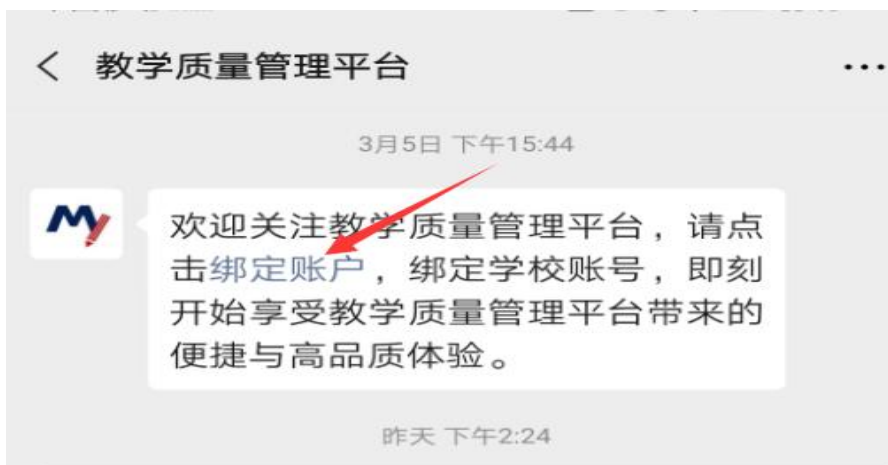 教学质量管理平台
3月5日 下午15:44
欢迎关注教学质量管理平台，请点
击绑定账户，绑定学校账号，即刻
开始享受教学质量管理平台带来的
便捷与高品质体验。
昨天 下午2:24